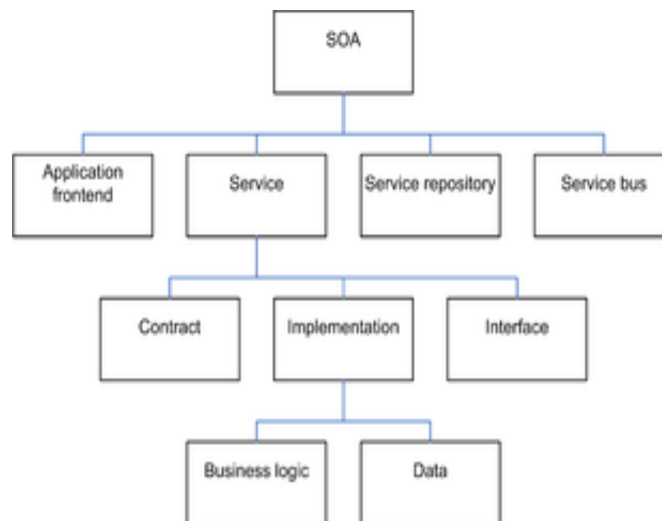 SOA
Application
frontend
Service
Service repository
Service bus
Contract
Implementation
Interface
Business logic
Data